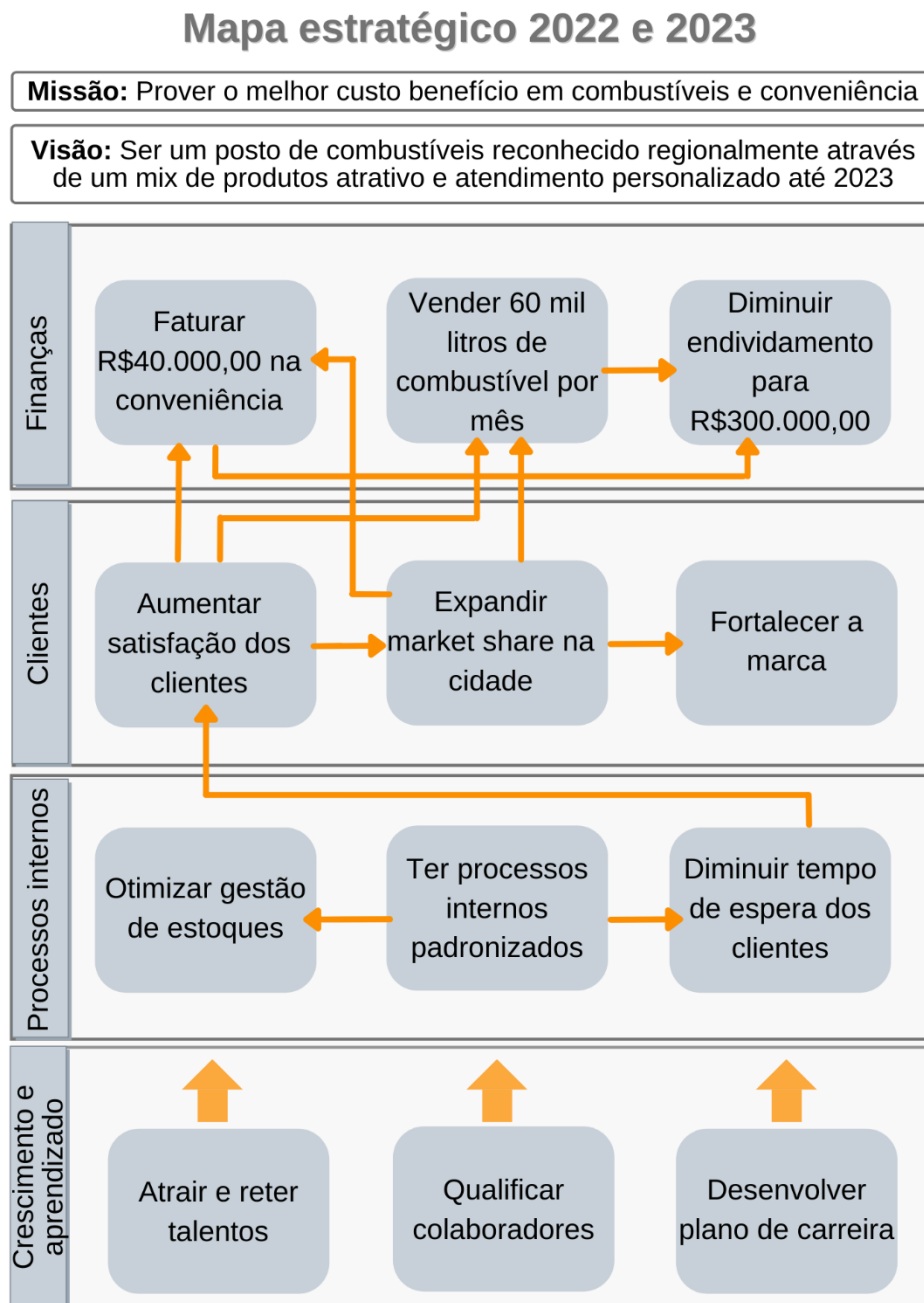 Mapa estratégico 2022 e 2023
Missão: Prover o melhor custo benefício em combustíveis e conveniência
Visão: Ser um posto de combustíveis reconhecido regionalmente através
de um mix de produtos atrativo e atendimento personalizado até 2023
Finanças
Faturar
R$40.000,00 na
conveniência
Vender 60 mil
litros de
combustível por
mês
Diminuir
endividamento
para
R$300.000,00
Clientes
Aumentar
satisfação dos
clientes
Expandir
market share na
cidade
Fortalecer a
marca
Processos internos
Otimizar gestão
de estoques
Ter processos
internos
padronizados
Diminuir tempo
de espera dos
clientes
Crescimento e
aprendizado
Atrair e reter
talentos
Qualificar
colaboradores
Desenvolver
plano de carreira